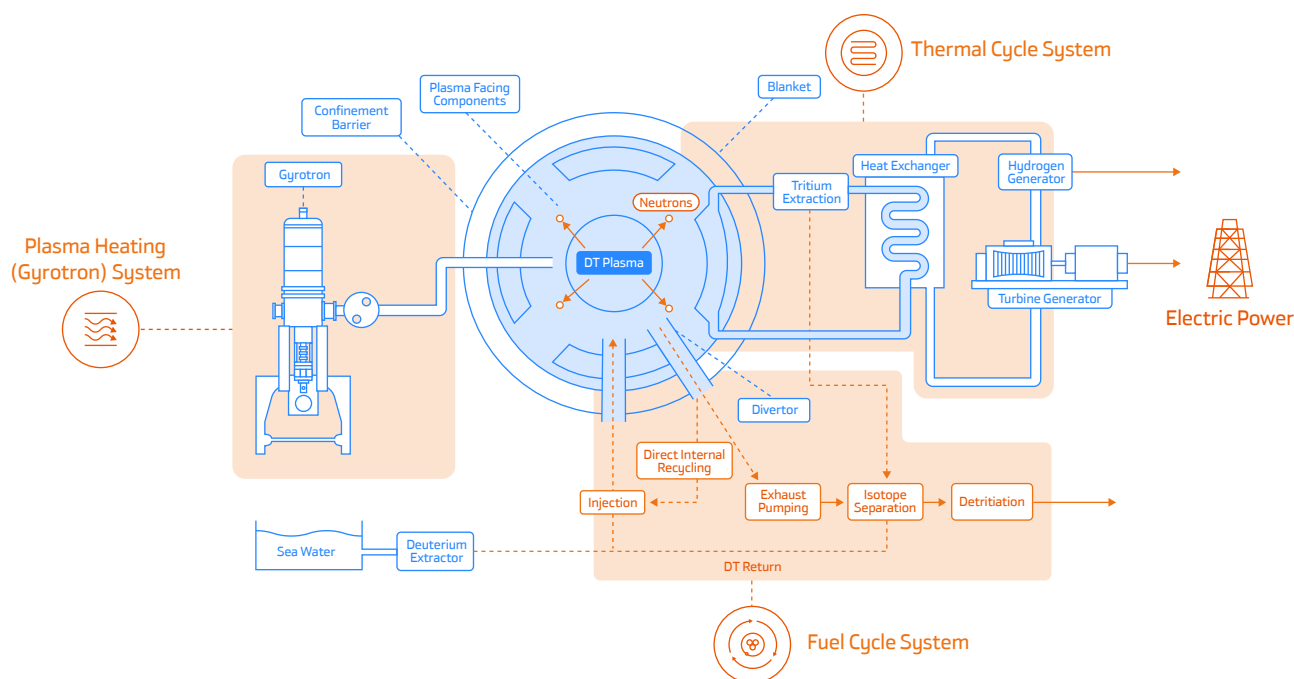 Thermal Cycle System
Plasma Facing
Components
Blanket
Confinement
Barrier
Gyrotron
Heat Exchanger
Hydrogen
Generator
Tritium
Extraction
Neutrons
Plasma Heating
(Gyrotron) System
DT Plasma
Turbine Generator
Electric Power
Divertor
Direct Internal
Recycling
Injection
Exhaust
Pumping
Isotope
Separation
Detritiation
Sea Water
Deuterium
Extractor
DT Return
Fuel Cycle System